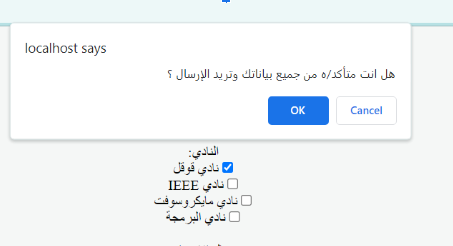 localhost says
هل انت متأكد/ه من جميع بياناتك وتريد الإرسال ؟
OK
Cancel
النادي:
نادي قوقل
نادي IEEE
نادي مايكروسوفت
نادي البرمجة